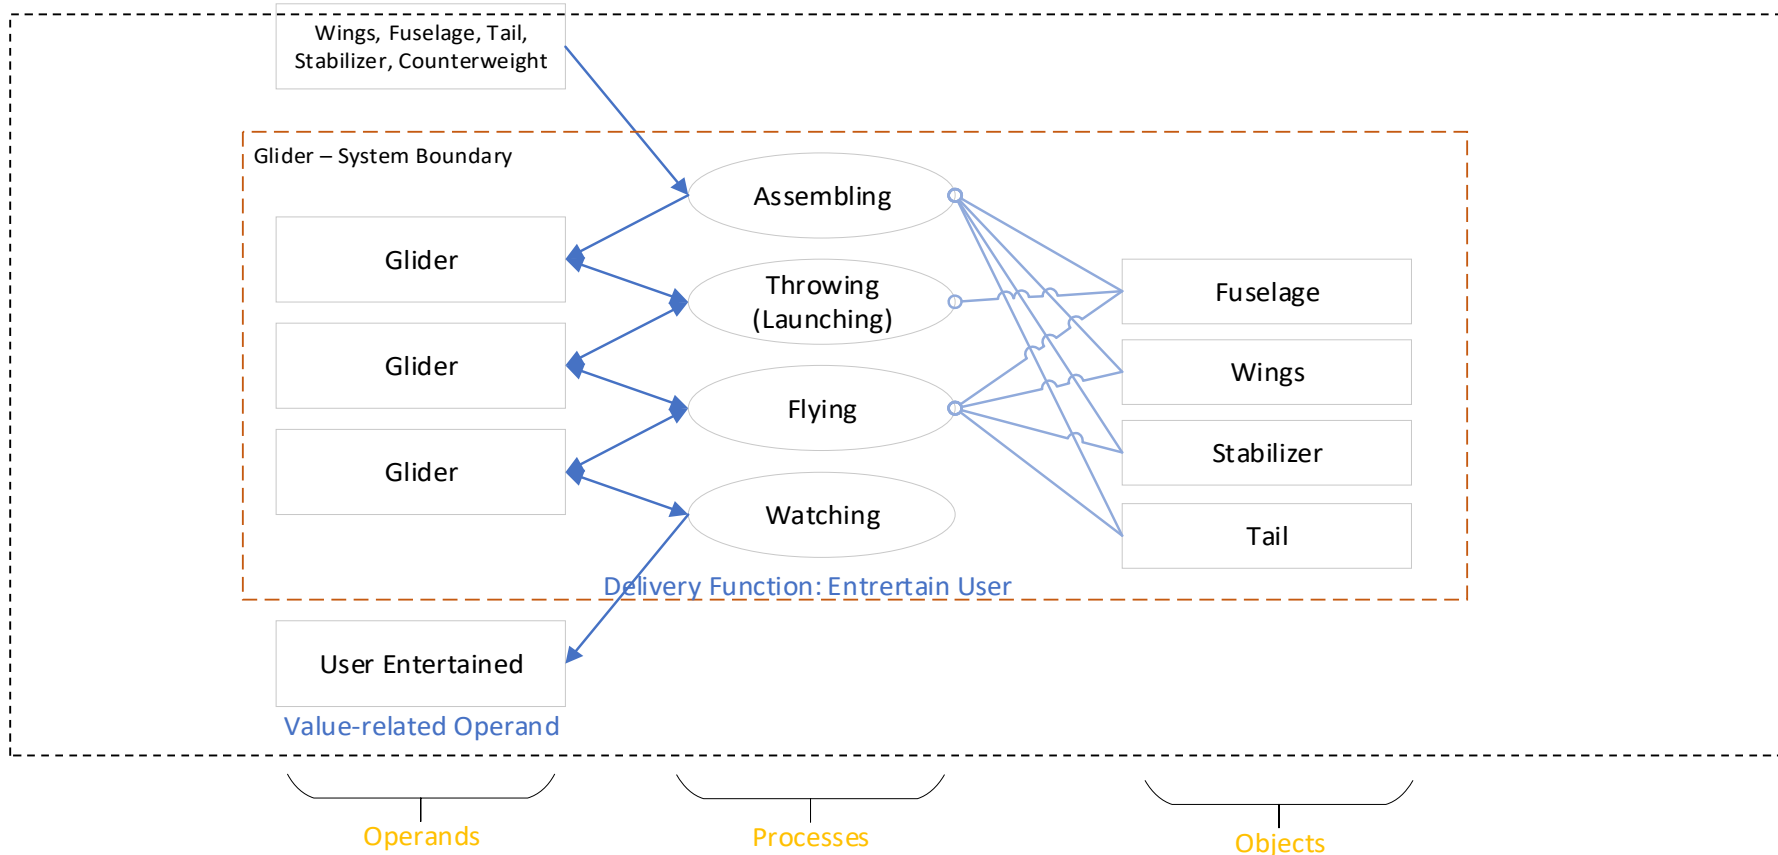 Wings, Fuselage, Tail,
Stabilizer, Counterweight
Glider – System Boundary
Assembling
Glider
Throwing
(Launching)
Fuselage
Glider
Wings
Flying
Glider
Stabilizer
Watching
Tail
Delivery Function: Entrertain User
User Entertained
Value-related Operand
Operands
Processes
Objects